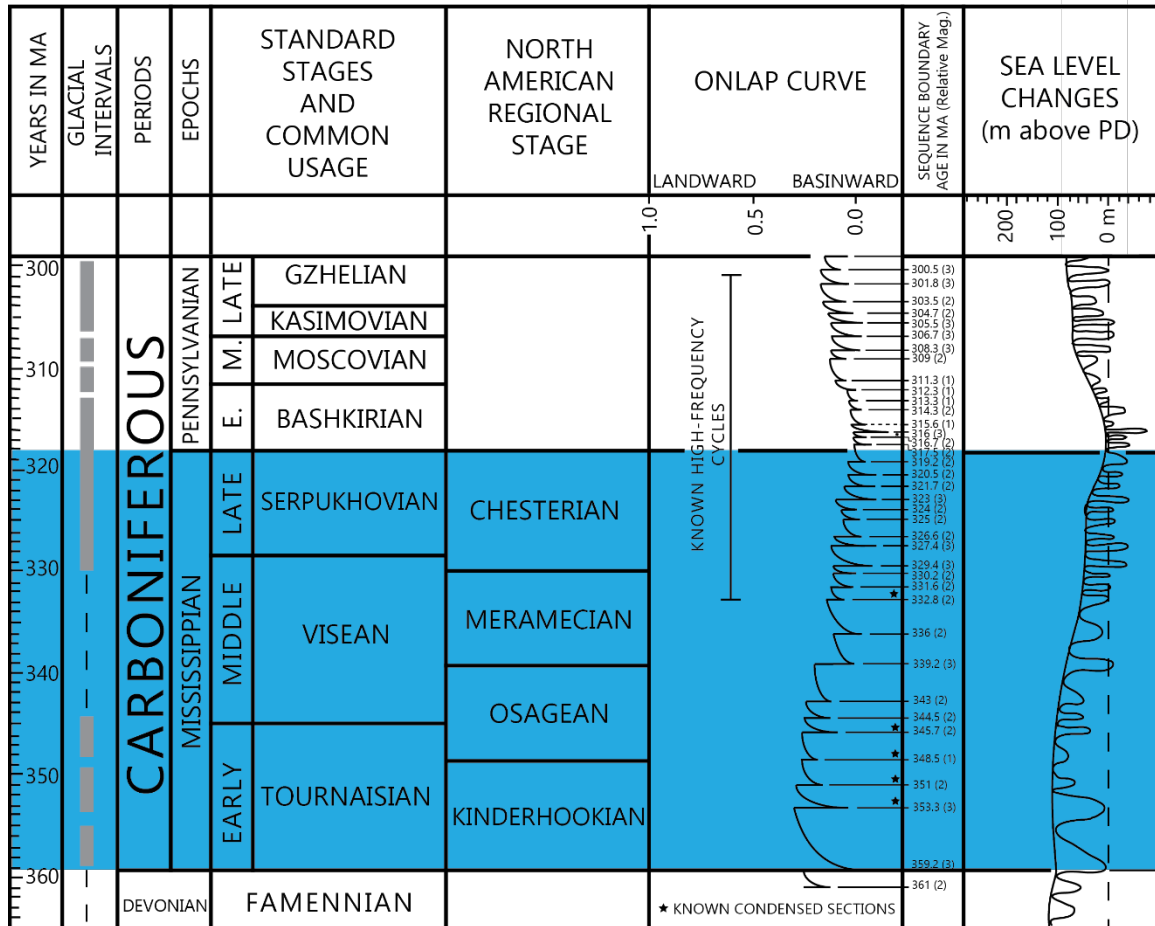 YEARS IN MA
GLACIAL
INTERVALS
PERIODS
EPOCHS
STANDARD
STAGES
AND
COMMON
USAGE
NORTH
AMERICAN
REGIONAL
STAGE
ONLAP CURVE
LANDWARD
BASINWARD
SEQUENCE BOUNDARY
AGE IN MA (Relative Mag.)
SEA LEVEL
CHANGES
(m above PD)
1.0
0.5
0.0
200
100
0 m
300
310
320
330
340
350
360
CARBONIFEROUS
DEVONIAN
PENNSYLVANIAN
MISSISSIPPIAN
LATE
M.
E.
LATE
MIDDLE
EARLY
GZHELIAN
KASIMOVIAN
MOSCOVIAN
BASHKIRIAN
SERPUKHOVIAN
VISEAN
TOURNAISIAN
FAMENNIAN
CHESTERIAN
MERAMECIAN
OSAGEAN
KINDERHOOKIAN
KNOWN HIGH-FREQUENCY
CYCLES
300.5 (3)
301.8 (3)
303.5 (2)
304.7 (2)
305.5 (3)
306.7 (3)
308.3 (3)
309 (2)
311.3 (1)
312.3 (1)
313.3 (1)
314.3 (2)
315.6 (1)
316 (3)
316.7 (2)
317.5 (2)
319.2 (2)
320.5 (2)
321.7 (2)
323 (3)
324 (2)
325 (2)
326.6 (2)
327.4 (3)
329.4 (3)
330.2 (2)
331.6 (2)
332.8 (2)
336 (2)
339.2 (3)
343 (2)
344.5 (2)
345.7 (2)
348.5 (1)
351 (2)
353.3 (3)
359.2 (3)
361 (2)
★ KNOWN CONDENSED SECTIONS